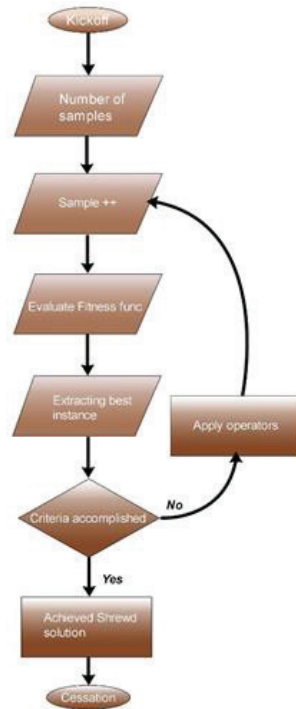 Kickoff
Number of
samples
Sample ++
Evaluate Fitness func
Extracting best
instance
Apply operators
Criteria accomplished
No
Yes
Achieved Shrewd
solution
Cessation